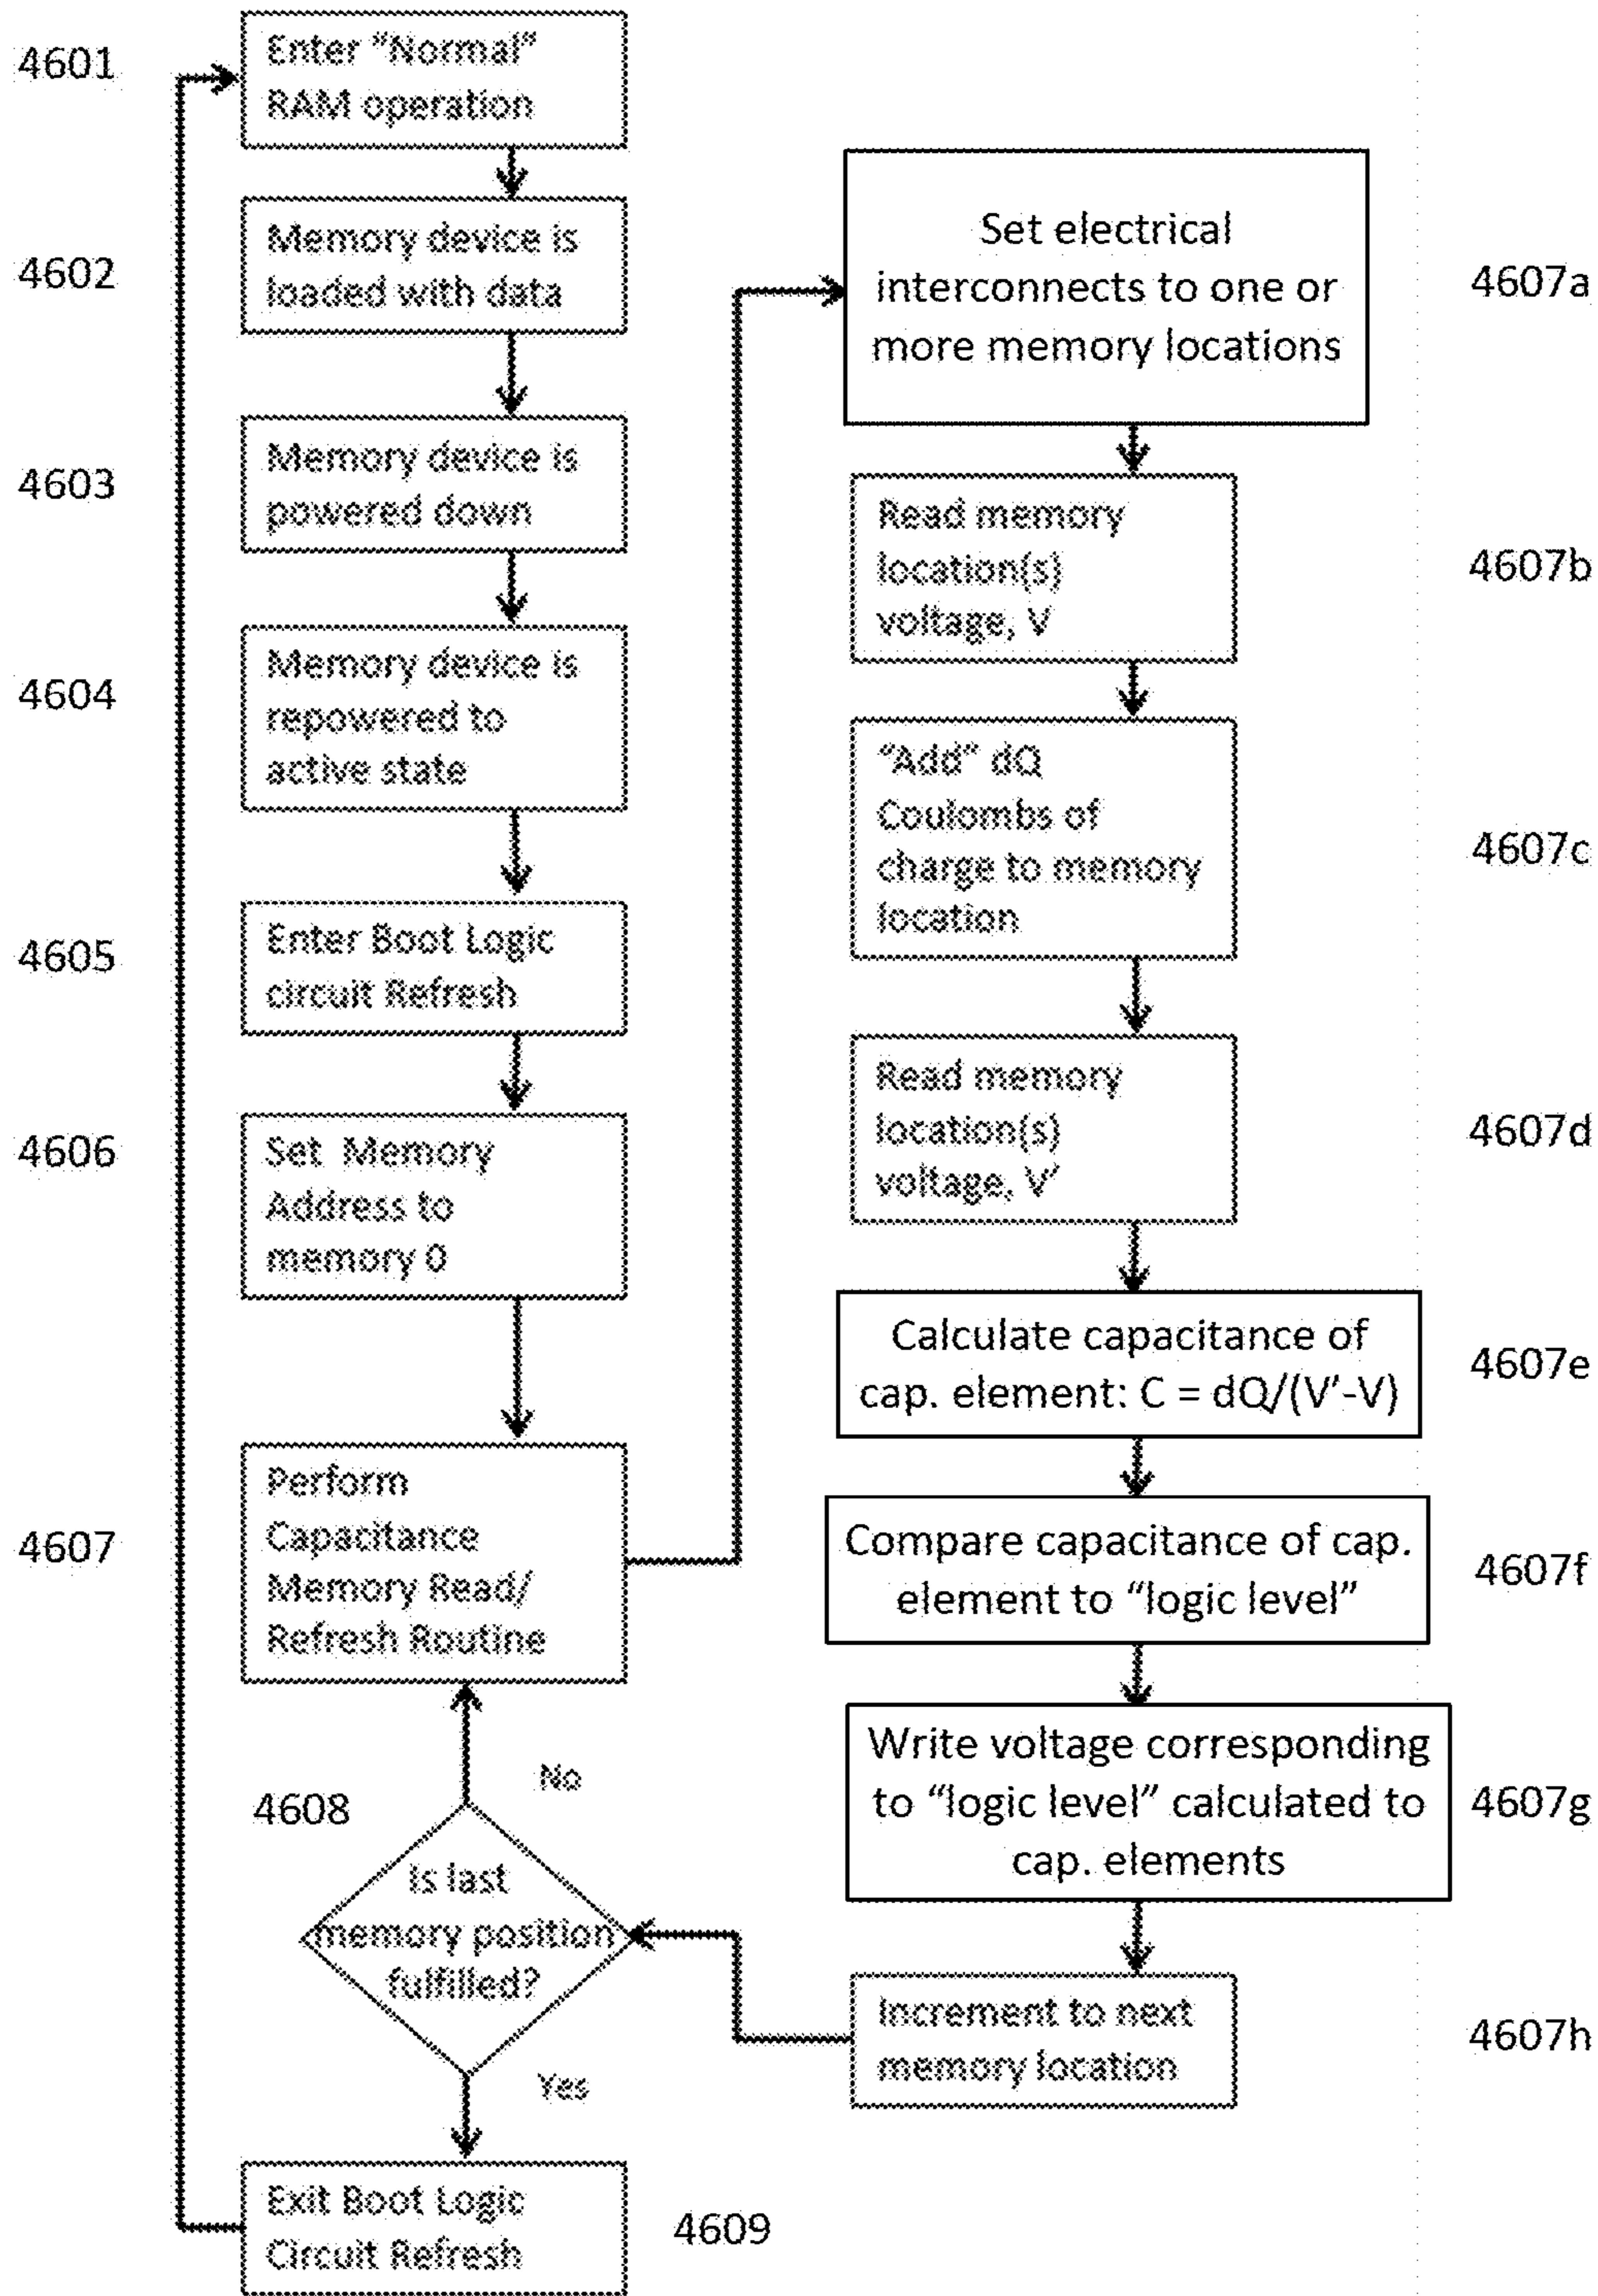 4601
Enter "Normal"
RAM operation
4602
Memory device is
loaded with data
4603
Memory device is
powered down
4604
Memory device is
repowered to
active state
4605
Enter Boot Logic
circuit Refresh
4606
Set Memory
Address to
memory 0
4607
Perform
Capacitance
Memory Read/
Refresh Routine
4608
No
Is last
memory position
fulfilled?
Yes
Exit Boot Logic
Circuit Refresh
4609
Set electrical
interconnects to one or
more memory locations
4607a
Read memory
location(s)
voltage, V
4607b
"Add" dQ
Coulombs of
charge to memory
location
4607c
Read memory
location(s)
voltage, V'
4607d
Calculate capacitance of
cap. element: C = dQ/(V'-V)
4607e
Compare capacitance of cap.
element to "logic level"
4607f
Write voltage corresponding
to "logic level" calculated to
cap. elements
4607g
Increment to next
memory location
4607h